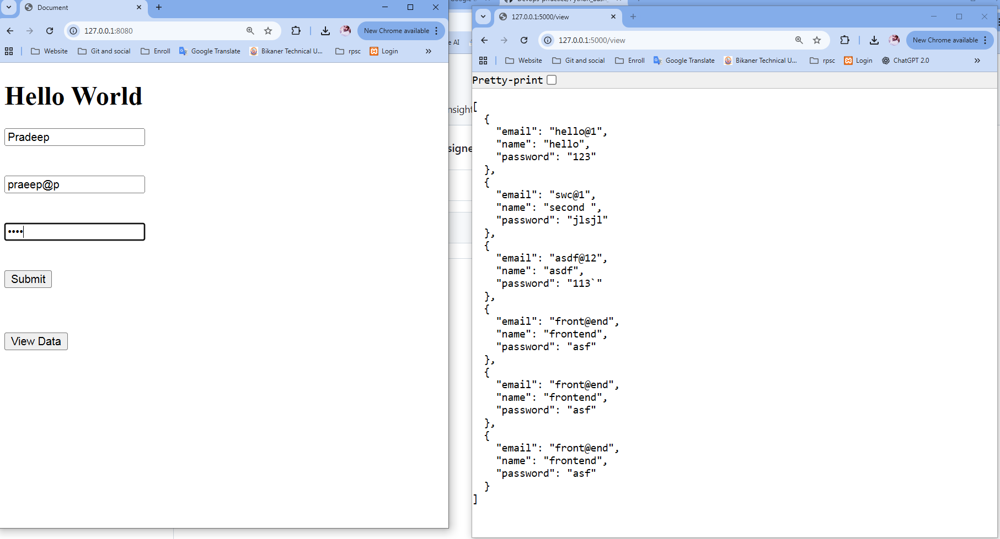 Document
127.0.0.1:8080
New Chrome available
Website
Git and social
Enroll
Google Translate
Bikaner Technical U...
rpsc
Login
»
Hello World
Pradeep
praeep@p
••••
Submit
View Data
e AI
nsight
signe
127.0.0.1:5000/view
127.0.0.1:5000/view
New Chrome available
Website
Git and social
Enroll
Google Translate
Bikaner Technical U...
rpsc
Login
ChatGPT 2.0
»
Pretty-print
[
{
"email": "hello@1",
"name": "hello",
"password": "123"
},
{
"email": "swc@1",
"name": "second ",
"password": "jlsjl"
},
{
"email": "asdf@12",
"name": "asdf",
"password": "113`"
},
{
"email": "front@end",
"name": "frontend",
"password": "asf"
},
{
"email": "front@end",
"name": "frontend",
"password": "asf"
},
{
"email": "front@end",
"name": "frontend",
"password": "asf"
}
]